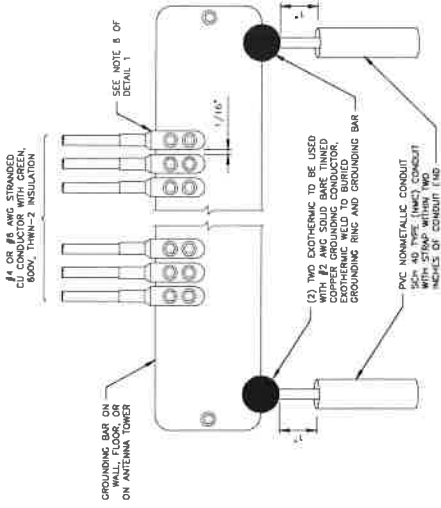 #4 OR #6 AWG STRANDED
CU CONDUCTOR WITH GREEN,
600V, THWN-2 INSULATION
SEE NOTE 8 OF
DETAIL 1
1/16"
GROUNDING BAR ON
WALL, FLOOR, OR
ON ANTENNA TOWER
(2) TWO EXOTHERMIC TO BE USED
WITH #2 AWG SOLID BARE TINNED
COPPER GROUNDING CONDUCTOR,
EXOTHERMIC WELD TO BURIED
GROUNDING RING AND GROUNDING BAR
1"
1"
PVC NONMETALLIC CONDUIT
SCH 40 TYPE (NMC) CONDUIT
WITH STRAP WITHIN TWO
INCHES OF CONDUIT END